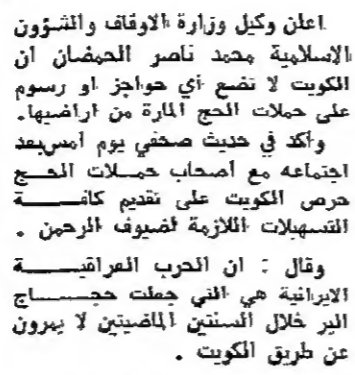 اعلن وكيل وزارة الاوقاف والشؤون
الاسلامية محمد ناصر الحمضان ان
الكويت لا تضع أي حواجز او رسوم
على حملات الحج المارة من اراضيها.
وأكد في حديث صحفي يوم امس بعد
اجتماعه مع أصحاب حملات الحج
حرص الكويت على تقديم كافة
التسهيلات اللازمة لضيوف الرحمن .
وقال : ان الحرب العراقية
الايرانية هي التي جعلت حجاج
البر خلال السنتين الماضيتين لا يمرون
عن طريق الكويت .